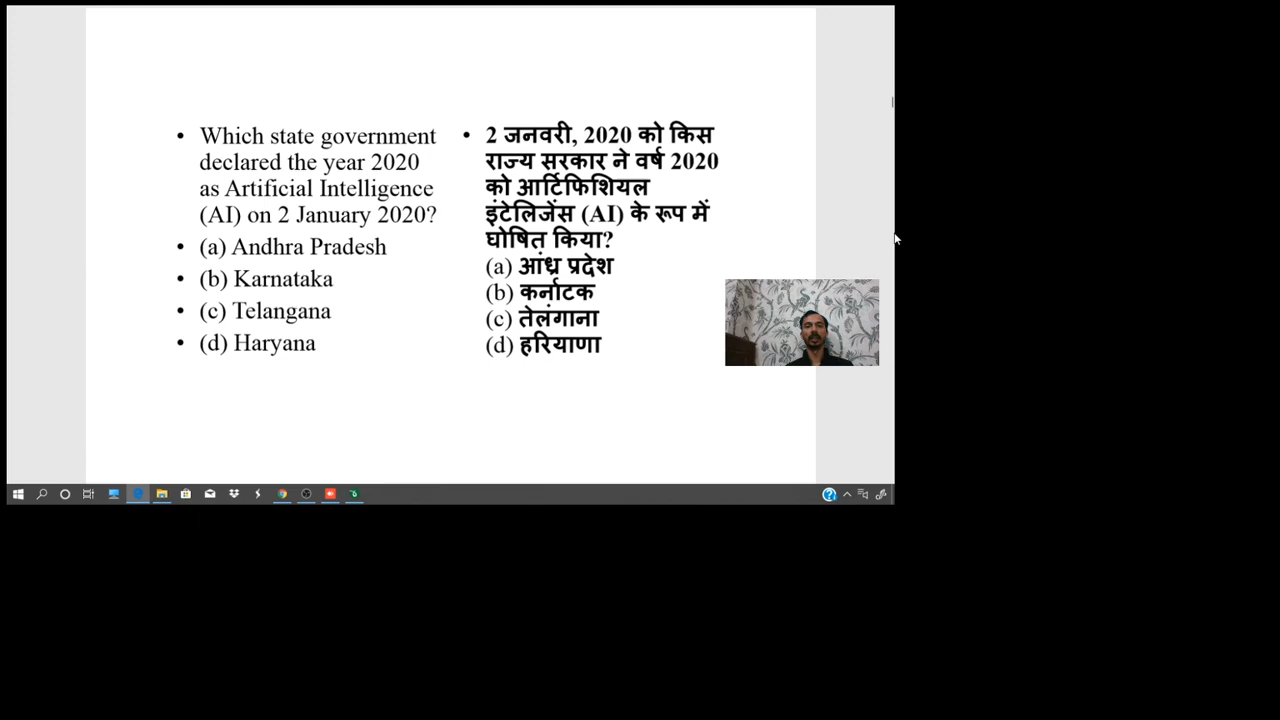 • Which state government
declared the year 2020
as Artificial Intelligence
(AI) on 2 January 2020?
• (a) Andhra Pradesh
• (b) Karnataka
• (c) Telangana
• (d) Haryana
• 2 जनवरी, 2020 को किस
राज्य सरकार ने वर्ष 2020
को आर्टिफिशियल
इंटेलिजेंस (AI) के रूप में
घोषित किया?
(a) आंध्र प्रदेश
(b) कर्नाटक
(c) तेलंगाना
(d) हरियाणा